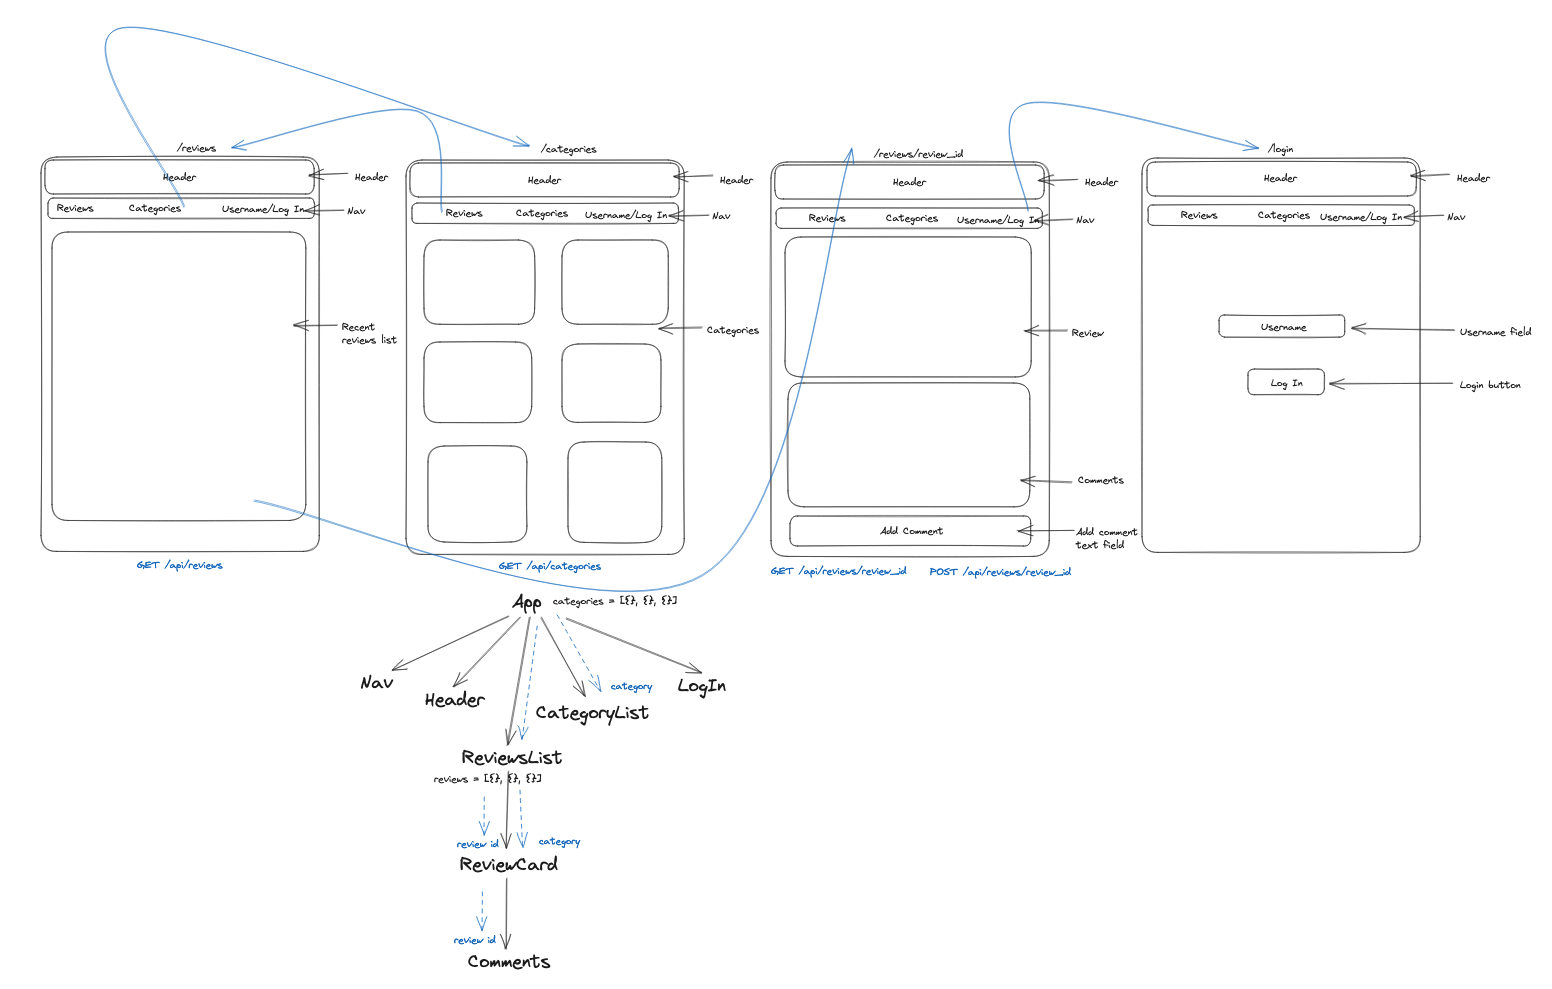 /reviews
Header
Header
Reviews Categories Username/Log In
Nav
Recent
reviews list
GET /api/reviews
/categories
Header
Header
Reviews Categories Username/Log In
Nav
Categories
GET /api/categories
/reviews/review_id
Header
Header
Reviews Categories Username/Log In
Nav
Review
Comments
Add Comment
Add comment
text field
GET /api/reviews/review_id POST /api/reviews/review_id
/login
Header
Header
Reviews Categories Username/Log In
Nav
Username
Username field
Log In
Login button
App categories = [{}, {}, {}]
Nav
Header
category
CategoryList
LogIn
ReviewsList
reviews = [{}, {}, {}]
review id
category
ReviewCard
review id
Comments